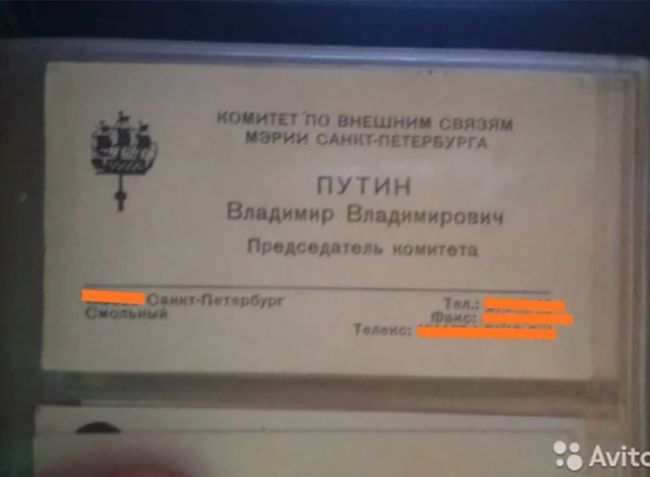 КОМИТЕТ ПО ВНЕШНИМ СВЯЗЯМ
МЭРИИ САНКТ-ПЕТЕРБУРГА
ПУТИН
Владимир Владимирович
Председатель комитета
Санкт-Петербург
Смольный
Тел.:
Факс:
Телекс:
Avito